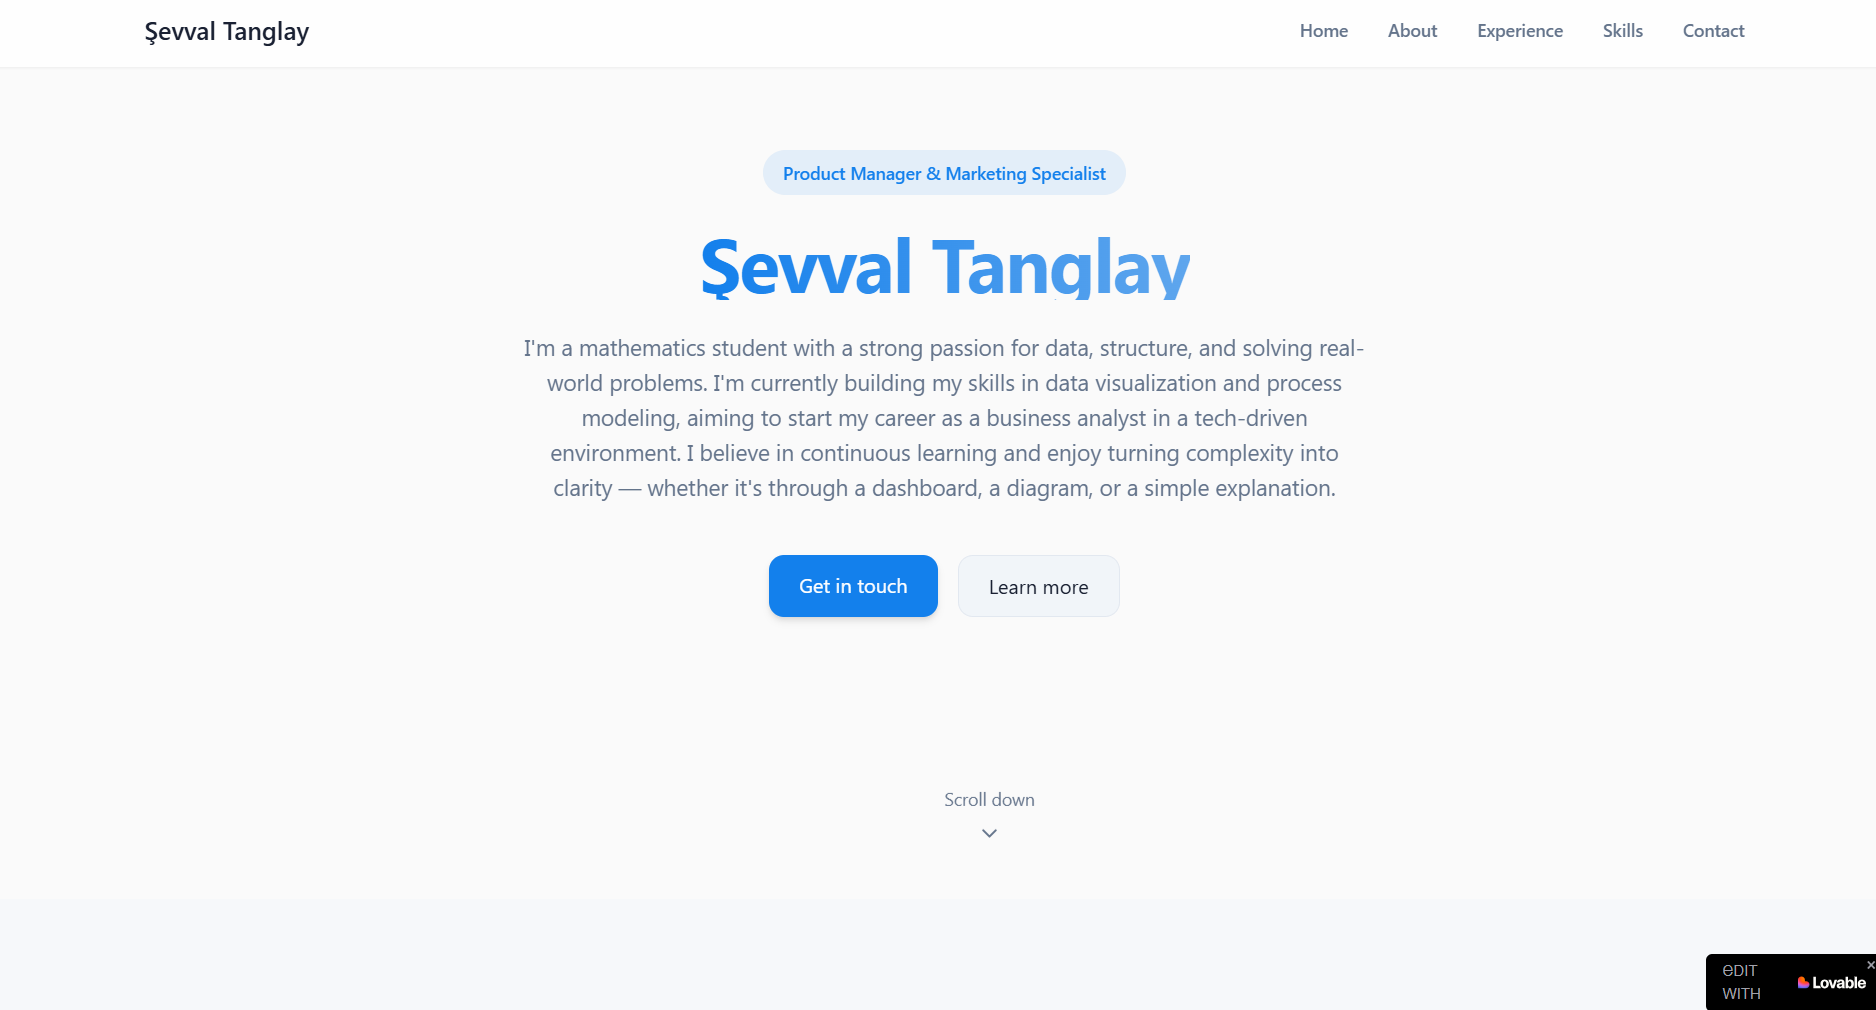 Şevval Tanglay
Home About Experience Skills Contact
Product Manager & Marketing Specialist
Şevval Tanglay
I'm a mathematics student with a strong passion for data, structure, and solving real-
world problems. I'm currently building my skills in data visualization and process
modeling, aiming to start my career as a business analyst in a tech-driven
environment. I believe in continuous learning and enjoy turning complexity into
clarity — whether it's through a dashboard, a diagram, or a simple explanation.
Get in touch
Learn more
Scroll down
eDIT
WITH
Lovable
×